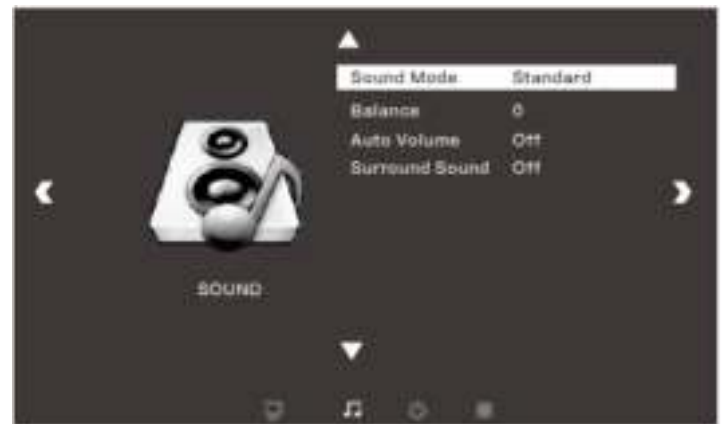 Sound Mode Standard
Balance 0
Auto Volume Off
Surround Sound Off
SOUND